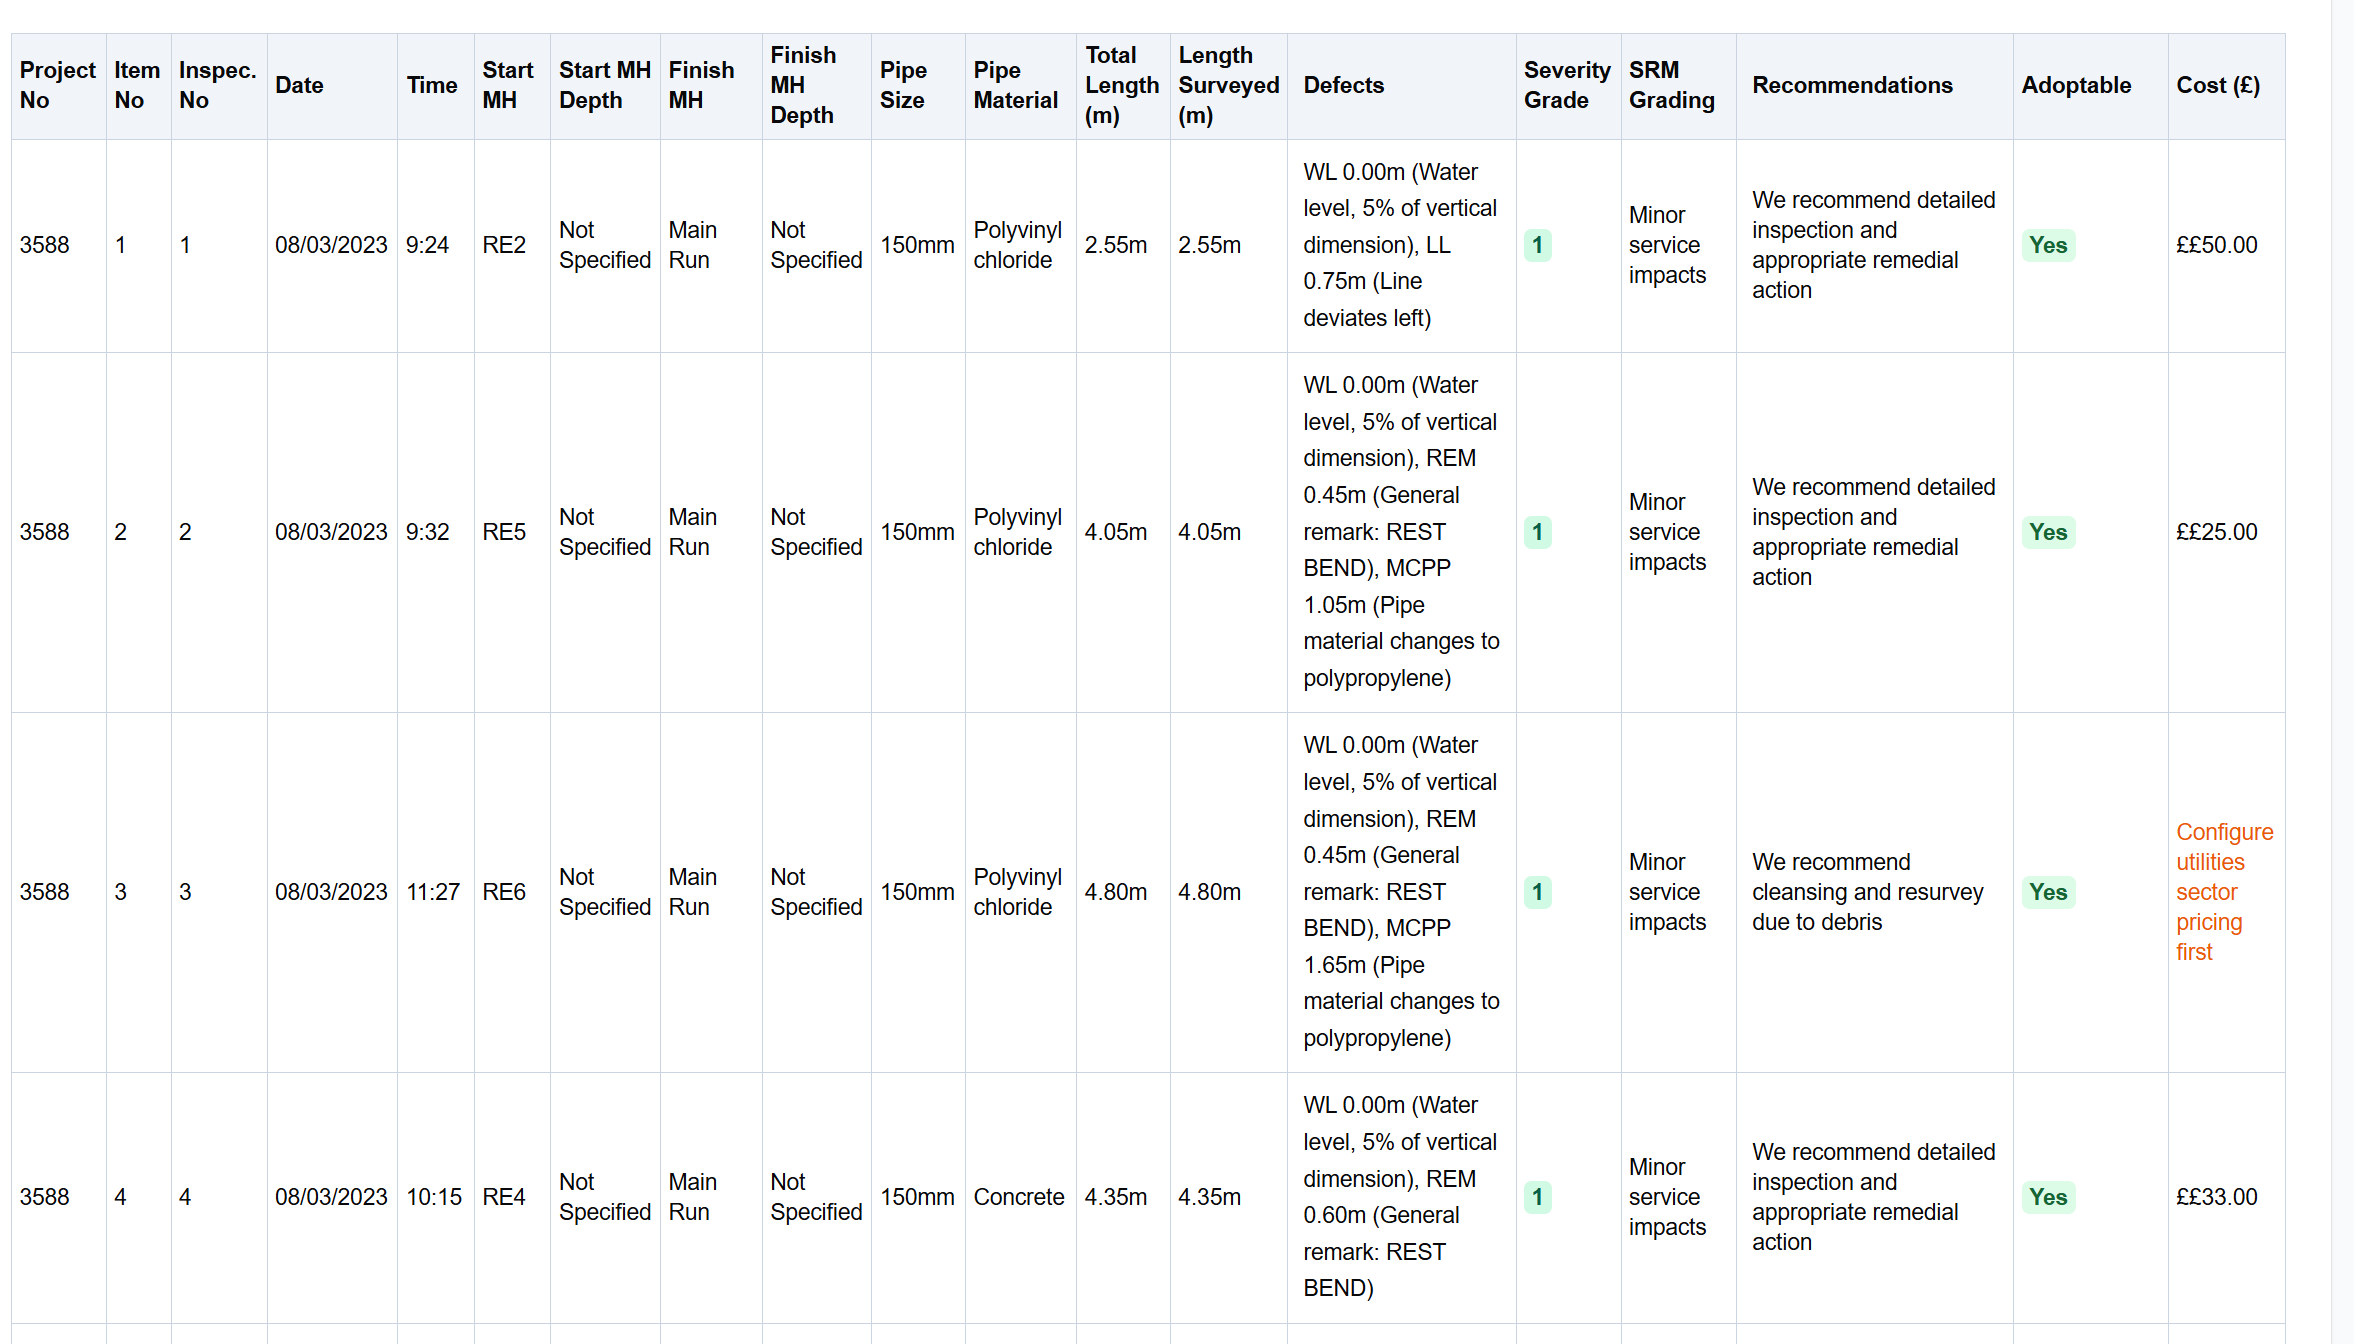 Project No
Item No
Inspec. No
Date
Time
Start MH
Start MH Depth
Finish MH
Finish MH Depth
Pipe Size
Pipe Material
Total Length (m)
Length Surveyed (m)
Defects
Severity Grade
SRM Grading
Recommendations
Adoptable
Cost (£)
3588
1
1
08/03/2023
9:24
RE2
Not Specified
Main Run
Not Specified
150mm
Polyvinyl chloride
2.55m
2.55m
WL 0.00m (Water
level, 5% of vertical
dimension), LL
0.75m (Line
deviates left)
1
Minor service impacts
We recommend detailed
inspection and
appropriate remedial
action
Yes
££50.00
3588
2
2
08/03/2023
9:32
RE5
Not Specified
Main Run
Not Specified
150mm
Polyvinyl chloride
4.05m
4.05m
WL 0.00m (Water
level, 5% of vertical
dimension), REM
0.45m (General
remark: REST
BEND), MCPP
1.05m (Pipe
material changes to
polypropylene)
1
Minor service impacts
We recommend detailed
inspection and
appropriate remedial
action
Yes
££25.00
3588
3
3
08/03/2023
11:27
RE6
Not Specified
Main Run
Not Specified
150mm
Polyvinyl chloride
4.80m
4.80m
WL 0.00m (Water
level, 5% of vertical
dimension), REM
0.45m (General
remark: REST
BEND), MCPP
1.65m (Pipe
material changes to
polypropylene)
1
Minor service impacts
We recommend
cleansing and resurvey
due to debris
Yes
Configure
utilities
sector
pricing
first
3588
4
4
08/03/2023
10:15
RE4
Not Specified
Main Run
Not Specified
150mm
Concrete
4.35m
4.35m
WL 0.00m (Water
level, 5% of vertical
dimension), REM
0.60m (General
remark: REST
BEND)
1
Minor service impacts
We recommend detailed
inspection and
appropriate remedial
action
Yes
££33.00